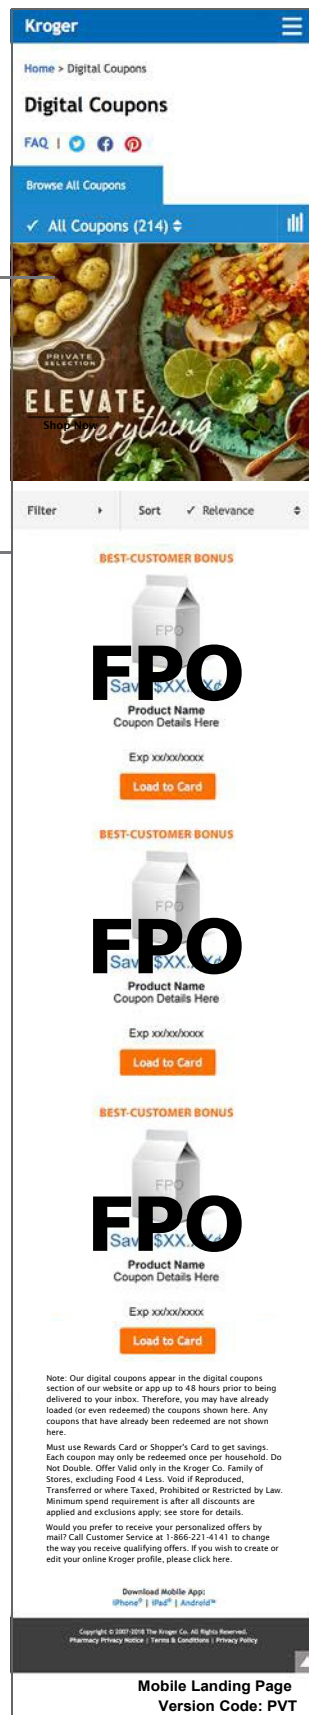 Kroger
Home > Digital Coupons
Digital Coupons
FAQ |
Browse All Coupons
✓ All Coupons (214)
PRIVATE
SELECTION
ELEVATE
Shop Now
Everything
Filter Sort ✓ Relevance
BEST-CUSTOMER BONUS
FPO
FPO
Save $XX.XX¢
Product Name
Coupon Details Here
Exp xx/xx/xxxx
Load to Card
BEST-CUSTOMER BONUS
FPO
FPO
Save $XX.XX¢
Product Name
Coupon Details Here
Exp xx/xx/xxxx
Load to Card
BEST-CUSTOMER BONUS
FPO
FPO
Save $XX.XX¢
Product Name
Coupon Details Here
Exp xx/xx/xxxx
Load to Card
Note: Our digital coupons appear in the digital coupons
section of our website or app up to 48 hours prior to being
delivered to your inbox. Therefore, you may have already
loaded (or even redeemed) the coupons shown here. Any
coupons that have already been redeemed are not shown
here.
Must use Rewards Card or Shopper's Card to get savings.
Each coupon may only be redeemed once per household. Do
Not Double. Offer Valid only in the Kroger Co. Family of
Stores, excluding Food 4 Less. Void if Reproduced,
Transferred or where Taxed, Prohibited or Restricted by Law.
Minimum spend requirement is after all discounts are
applied and exclusions apply; see store for details.
Would you prefer to receive your personalized offers by
mail? Call Customer Service at 1-866-221-4141 to change
the way you receive qualifying offers. If you wish to create or
edit your online Kroger profile, please click here.
Download Mobile App:
iPhone® | iPad® | Android™
Copyright © 2007-2018 The Kroger Co. All Rights Reserved.
Pharmacy Privacy Notice | Terms & Conditions | Privacy Policy
Mobile Landing Page
Version Code: PVT